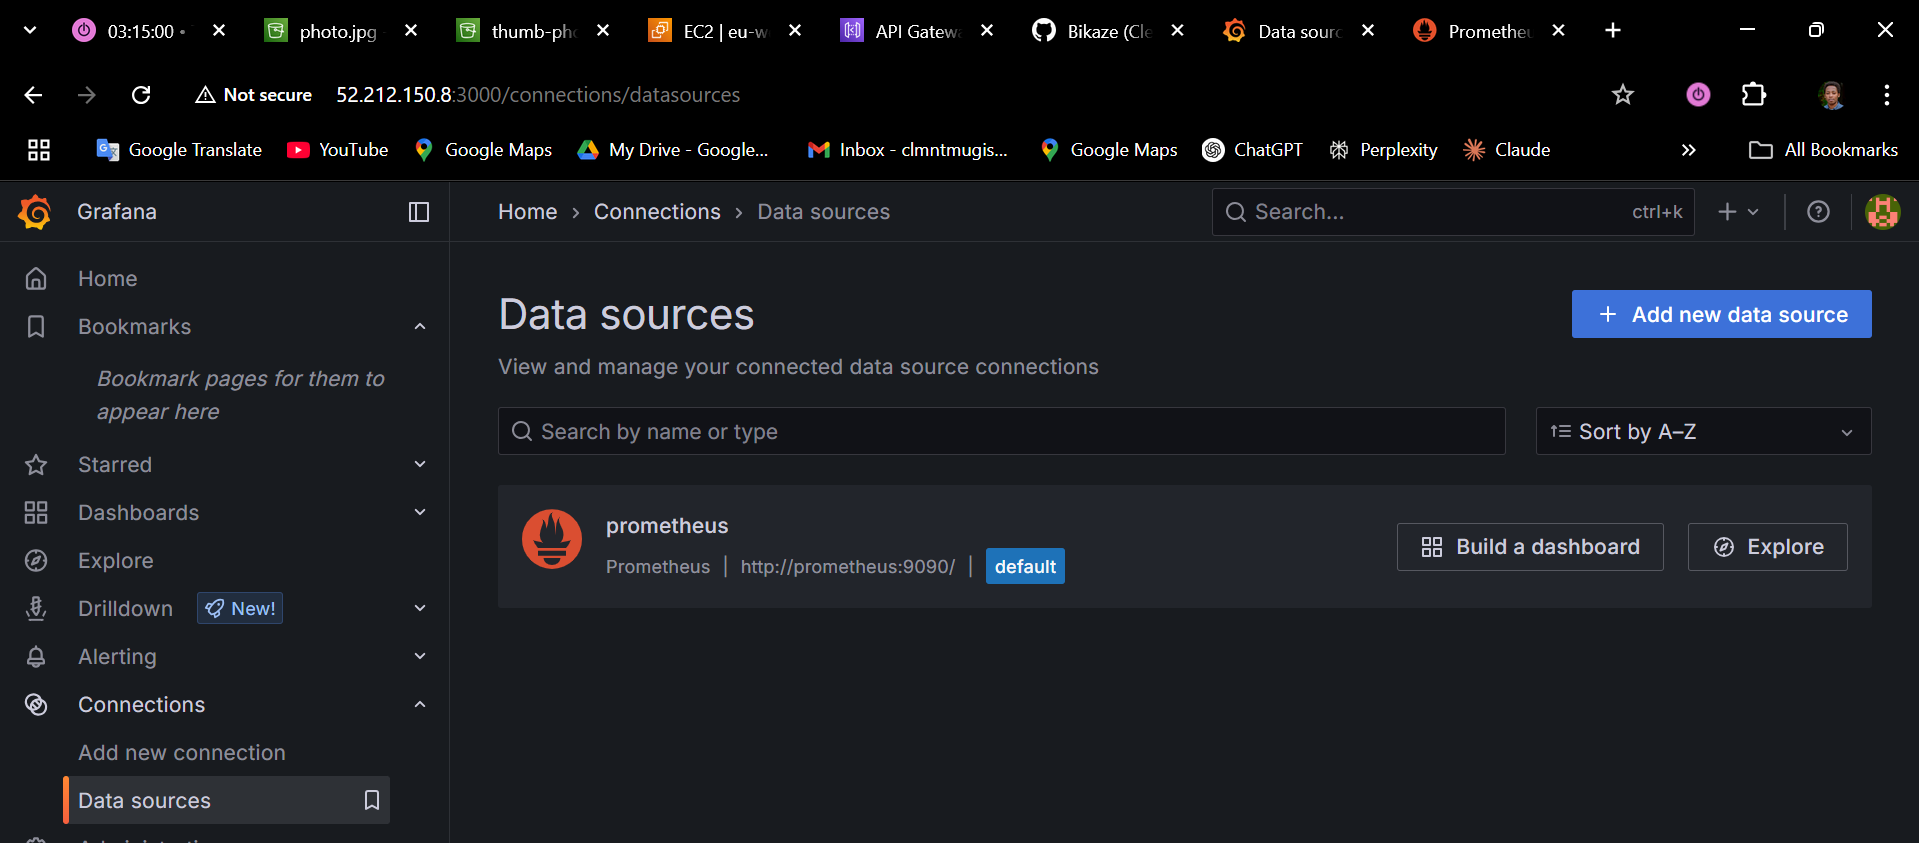 03:15:00 •
photo.jpg
thumb-pho
EC2 | eu-w
API Gatew
Bikaze (Cle
Data sourc
Prometheu
Not secure
52.212.150.8:3000/connections/datasources
Google Translate
YouTube
Google Maps
My Drive - Google...
Inbox - clmntmugis...
Google Maps
ChatGPT
Perplexity
Claude
All Bookmarks
Grafana
Home › Connections › Data sources
Search...
ctrl+k
Home
Bookmarks
Bookmark pages for them to
appear here
Starred
Dashboards
Explore
Drilldown
New!
Alerting
Connections
Add new connection
Data sources
Data sources
Add new data source
View and manage your connected data source connections
Search by name or type
Sort by A–Z
prometheus
Prometheus | http://prometheus:9090/ | default
Build a dashboard
Explore